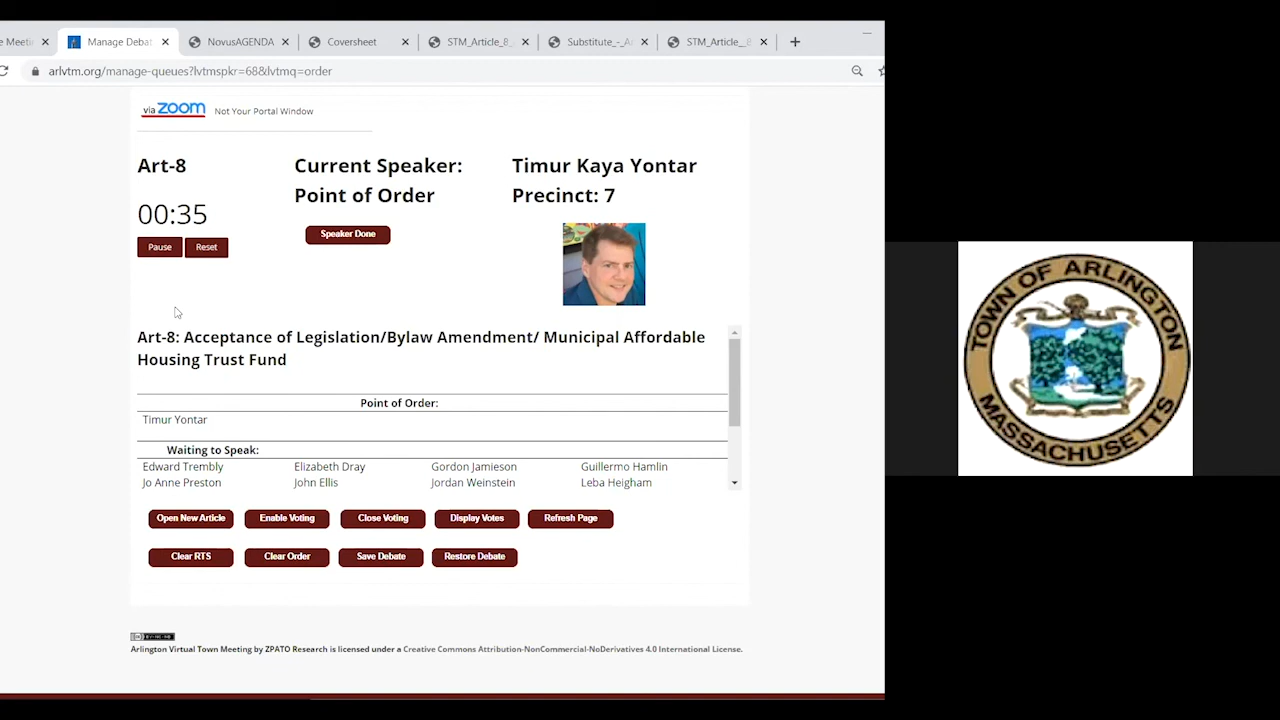 e Meeti
Manage Debat
NovusAGENDA
Coversheet
STM_Article_8_
Substitute_-_Ar
STM_Article__8
arlvtm.org/manage-queues?lvtmspkr=68&lvtmq=order
via zoom Not Your Portal Window
Art-8
Current Speaker:
Timur Kaya Yontar
Point of Order
Precinct: 7
00:35
Pause
Reset
Speaker Done
Art-8: Acceptance of Legislation/Bylaw Amendment/ Municipal Affordable
Housing Trust Fund
Point of Order:
Timur Yontar
Waiting to Speak:
Edward Trembly Elizabeth Dray Gordon Jamieson Guillermo Hamlin
Jo Anne Preston John Ellis Jordan Weinstein Leba Heigham
Open New Article Enable Voting Close Voting Display Votes Refresh Page
Clear RTS Clear Order Save Debate Restore Debate
Arlington Virtual Town Meeting by ZPATO Research is licensed under a Creative Commons Attribution-NonCommercial-NoDerivatives 4.0 International License.
TOWN OF ARLINGTON
MASSACHUSETTS